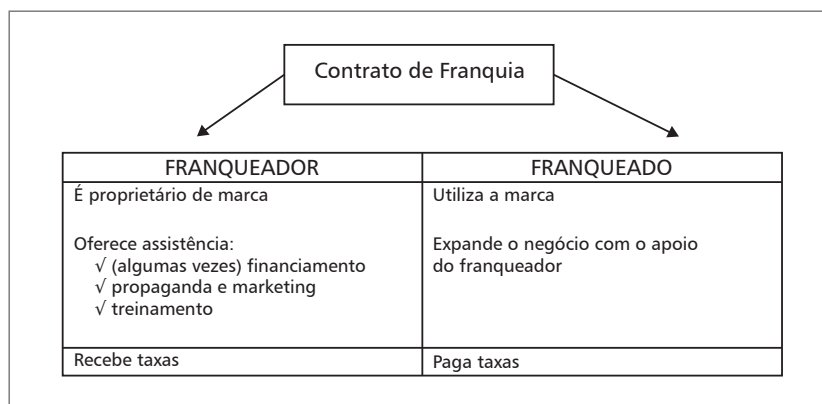 Contrato de Franquia
FRANQUEADOR
É proprietário de marca
Oferece assistência:
√ (algumas vezes) financiamento
√ propaganda e marketing
√ treinamento
Recebe taxas
FRANQUEADO
Utiliza a marca
Expande o negócio com o apoio
do franqueador
Paga taxas